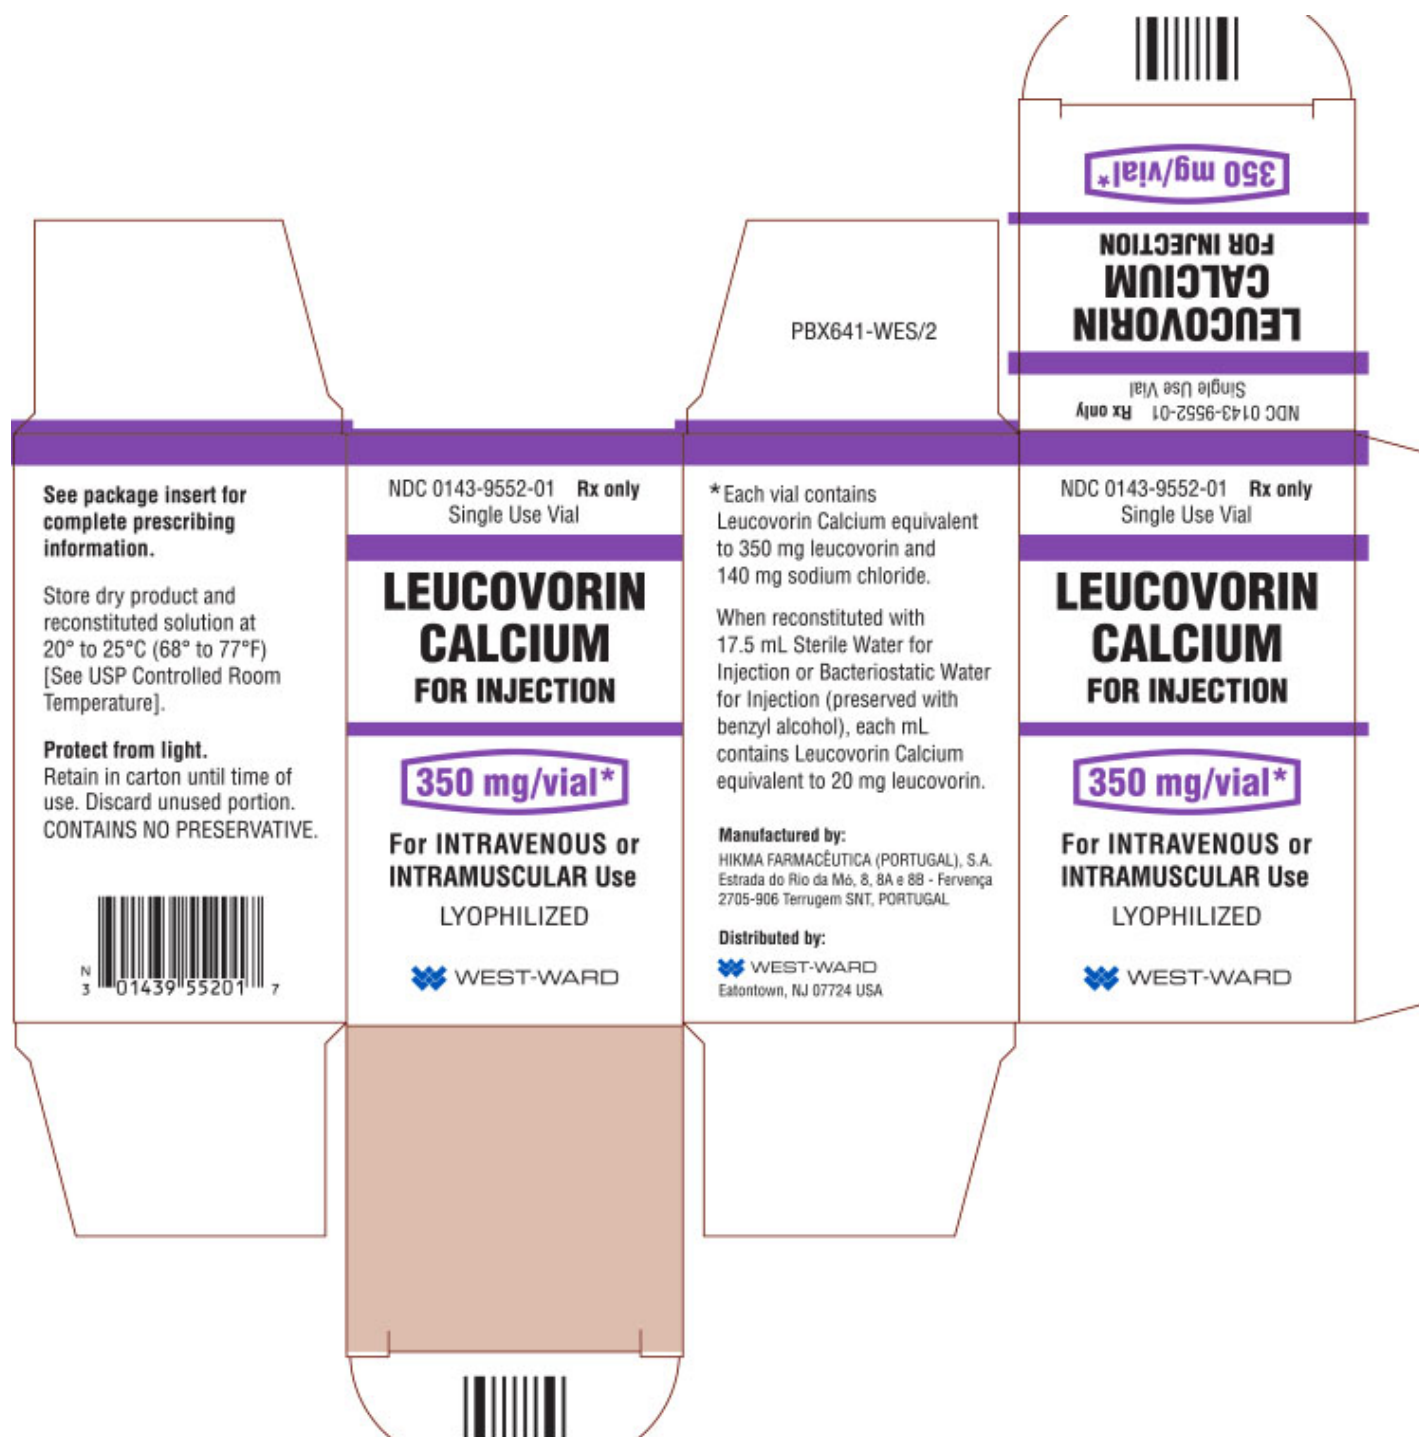 350 mg/vial*
FOR INJECTION
CALCIUM
LEUCOVORIN
Single Use Vial
NDC 0143-9552-01 Rx only
PBX641-WES/2
See package insert for
complete prescribing
information.
Store dry product and
reconstituted solution at
20° to 25°C (68° to 77°F)
[See USP Controlled Room
Temperature].
Protect from light.
Retain in carton until time of
use. Discard unused portion.
CONTAINS NO PRESERVATIVE.
N
3 01439 55201 7
NDC 0143-9552-01 Rx only
Single Use Vial
LEUCOVORIN
CALCIUM
FOR INJECTION
350 mg/vial*
For INTRAVENOUS or
INTRAMUSCULAR Use
LYOPHILIZED
WEST-WARD
*Each vial contains
Leucovorin Calcium equivalent
to 350 mg leucovorin and
140 mg sodium chloride.
When reconstituted with
17.5 mL Sterile Water for
Injection or Bacteriostatic Water
for Injection (preserved with
benzyl alcohol), each mL
contains Leucovorin Calcium
equivalent to 20 mg leucovorin.
Manufactured by:
HIKMA FARMACÊUTICA (PORTUGAL), S.A.
Estrada do Rio da Mó, 8, 8A e 8B - Fervença
2705-906 Terrugem SNT, PORTUGAL
Distributed by:
WEST-WARD
Eatontown, NJ 07724 USA
NDC 0143-9552-01 Rx only
Single Use Vial
LEUCOVORIN
CALCIUM
FOR INJECTION
350 mg/vial*
For INTRAVENOUS or
INTRAMUSCULAR Use
LYOPHILIZED
WEST-WARD